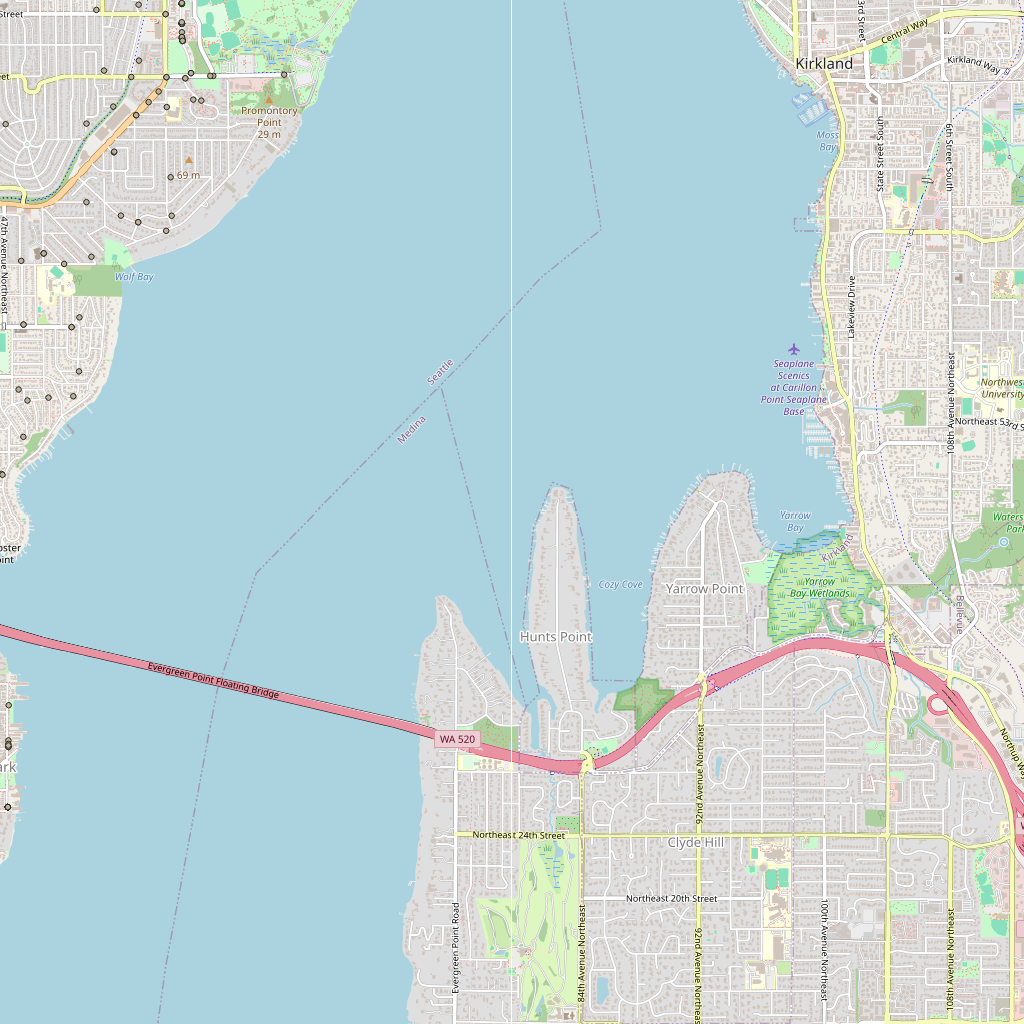 Street
3rd Street
Central Way
Kirkland
Kirkland Way
Promontory
Point
29 m
Moss
Bay
State Street South
6th Street South
69 m
47th Avenue Northeast
Wolf Bay
Lakeview Drive
Seattle
Medina
Seaplane
Scenics
at Carillon
Point Seaplane
Base
108th Avenue Northeast
Northwes
University
Northeast 53rd S
Yarrow
Bay
Waters
Park
Kirkland
oster
oint
Cozy Cove
Yarrow Point
Yarrow
Bay Wetlands
Bellevue
Hunts Point
Evergreen Point Floating Bridge
WA 520
Northup Way
ark
92nd Avenue Northeast
Northeast 24th Street
Clyde Hill
Northeast 20th Street
Evergreen Point Road
84th Avenue Northeast
92nd Avenue Northeas
100th Avenue Northeast
108th Avenue Northeast